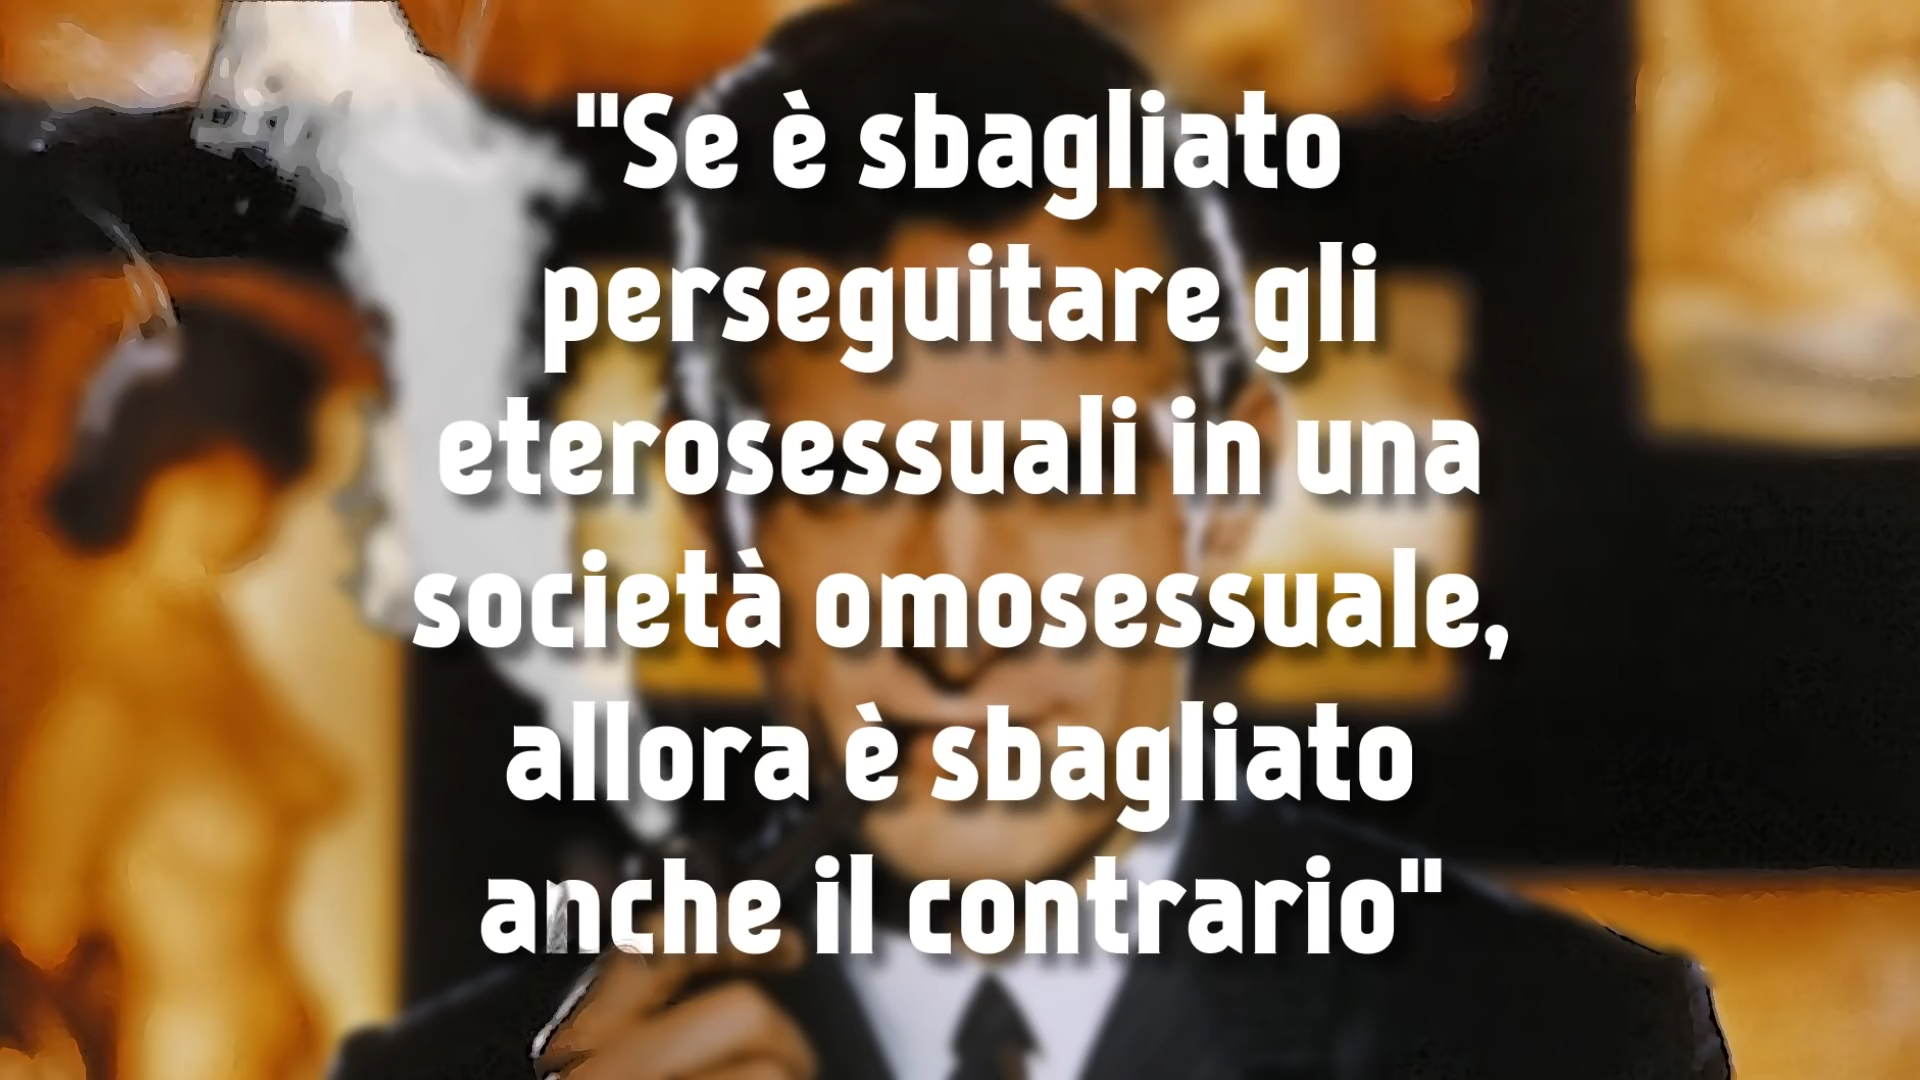 "Se è sbagliato
perseguitare gli
eterosessuali in una
società omosessuale,
allora è sbagliato
anche il contrario"